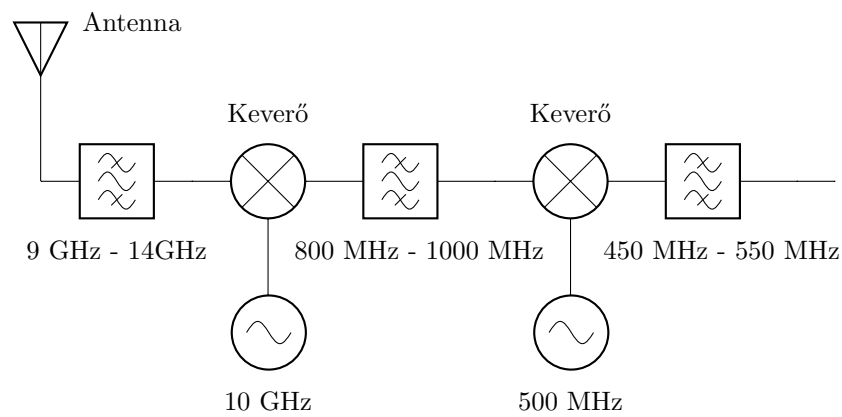 Antenna
Keverő
Keverő
9 GHz - 14GHz
800 MHz - 1000 MHz
450 MHz - 550 MHz
10 GHz
500 MHz